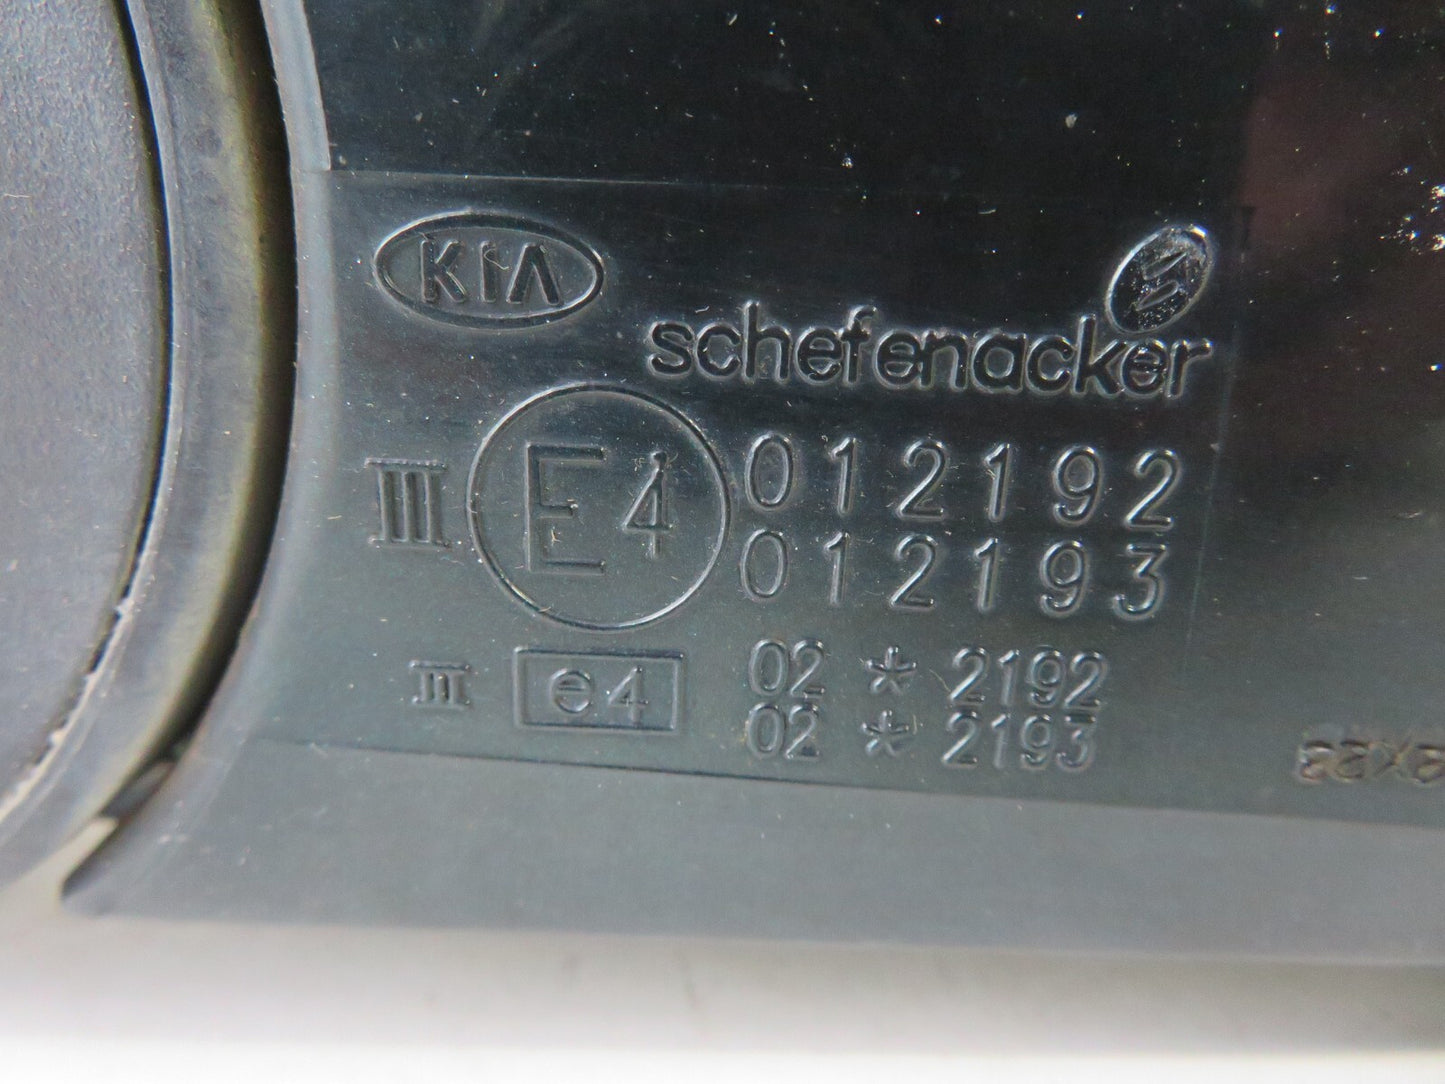 KIA
schefenacker
III E4 012192
012193
III e4 02 * 2192
02 * 2193